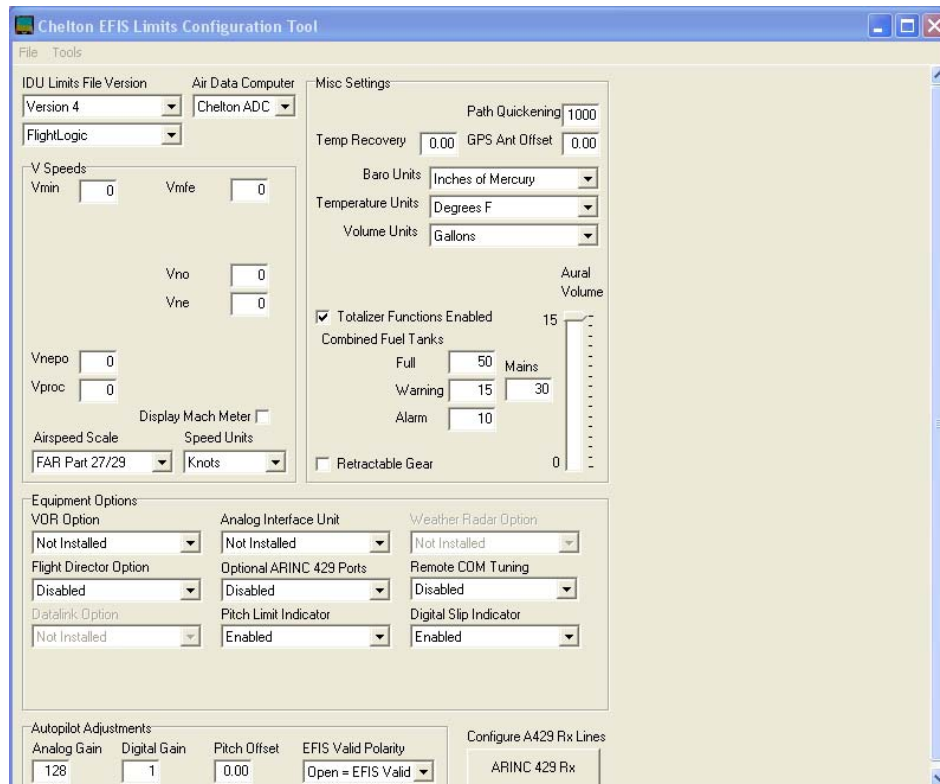 Chelton EFIS Limits Configuration Tool
File Tools
IDU Limits File Version
Air Data Computer
Version 4
Chelton ADC
FlightLogic
Misc Settings
Path Quickening 1000
Temp Recovery 0.00 GPS Ant Offset 0.00
Baro Units Inches of Mercury
Temperature Units Degrees F
Volume Units Gallons
Aural
Volume
15
0
Totalizer Functions Enabled
Combined Fuel Tanks
Full 50 Mains
Warning 15 30
Alarm 10
Retractable Gear
V Speeds
Vmin 0 Vmfe 0
Vno 0
Vne 0
Vnepo 0
Vproc 0
Display Mach Meter
Airspeed Scale Speed Units
FAR Part 27/29 Knots
Equipment Options
VOR Option Analog Interface Unit Weather Radar Option
Not Installed Not Installed Not Installed
Flight Director Option Optional ARINC 429 Ports Remote COM Tuning
Disabled Disabled Disabled
Datalink Option Pitch Limit Indicator Digital Slip Indicator
Not Installed Enabled Enabled
Autopilot Adjustments
Analog Gain Digital Gain Pitch Offset EFIS Valid Polarity
128 1 0.00 Open = EFIS Valid
Configure A429 Rx Lines
ARINC 429 Rx